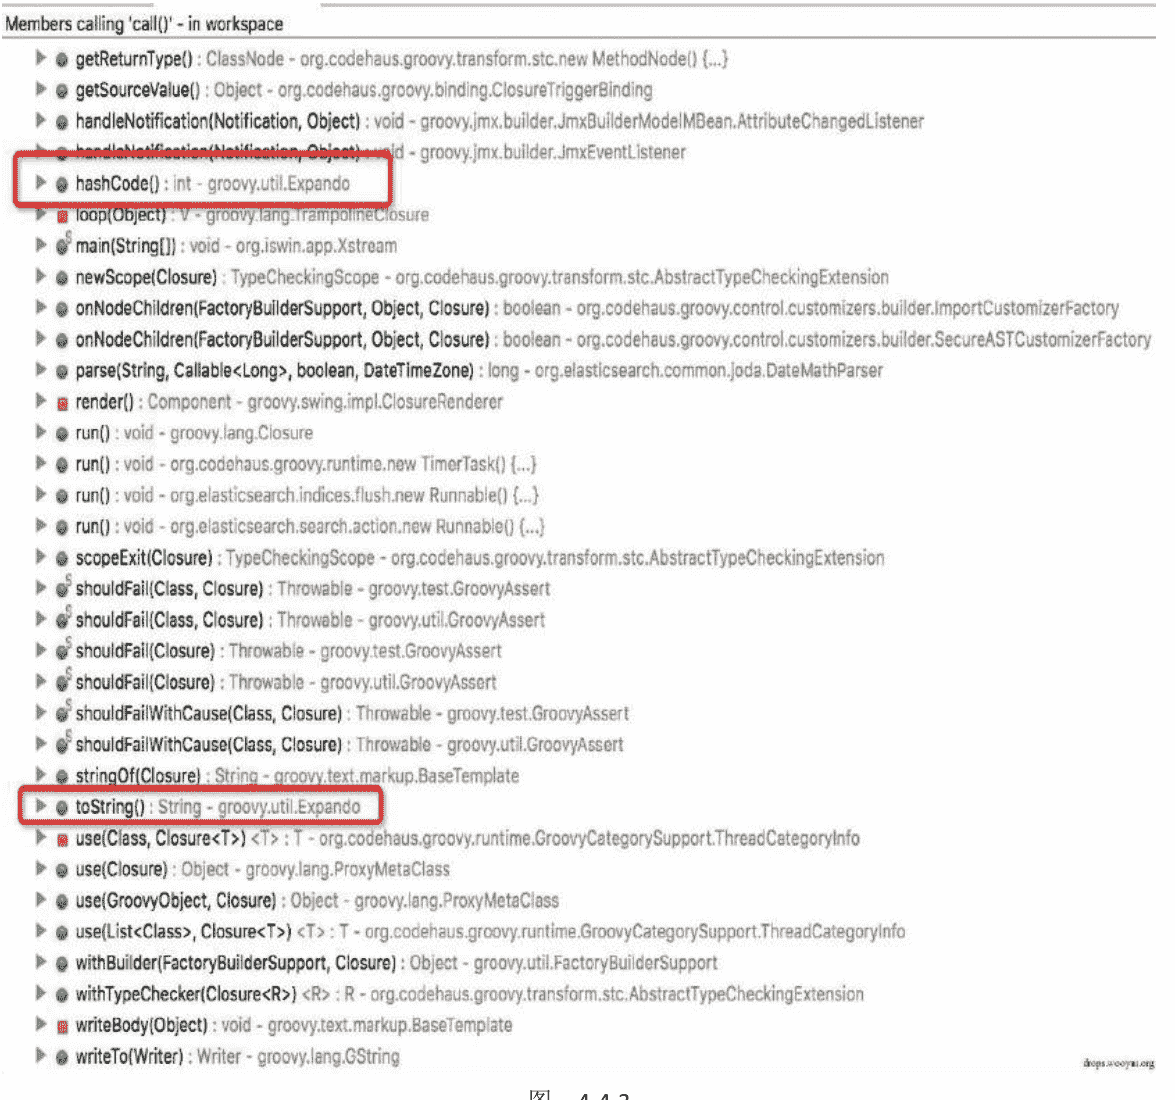 Members calling 'call()' - in workspace
getReturnType() : ClassNode - org.codehaus.groovy.transform.stc.new MethodNode() {...}
getSourceValue() : Object - org.codehaus.groovy.binding.ClosureTriggerBinding
handleNotification(Notification, Object) : void - groovy.jmx.builder.JmxBuilderModelMBean.AttributeChangedListener
handleNotification(Notification, Object) : void - groovy.jmx.builder.JmxEventListener
hashCode() : int - groovy.util.Expando
loop(Object) : V - groovy.lang.TrampolineClosure
main(String[]) : void - org.iswin.app.Xstream
newScope(Closure) : TypeCheckingScope - org.codehaus.groovy.transform.stc.AbstractTypeCheckingExtension
onNodeChildren(FactoryBuilderSupport, Object, Closure) : boolean - org.codehaus.groovy.control.customizers.builder.ImportCustomizerFactory
onNodeChildren(FactoryBuilderSupport, Object, Closure) : boolean - org.codehaus.groovy.control.customizers.builder.SecureASTCustomizerFactory
parse(String, Callable<Long>, boolean, DateTimeZone) : long - org.elasticsearch.common.joda.DateMathParser
render() : Component - groovy.swing.impl.ClosureRenderer
run() : void - groovy.lang.Closure
run() : void - org.codehaus.groovy.runtime.new TimerTask() {...}
run() : void - org.elasticsearch.indices.flush.new Runnable() {...}
run() : void - org.elasticsearch.search.action.new Runnable() {...}
scopeExit(Closure) : TypeCheckingScope - org.codehaus.groovy.transform.stc.AbstractTypeCheckingExtension
shouldFail(Class, Closure) : Throwable - groovy.test.GroovyAssert
shouldFail(Class, Closure) : Throwable - groovy.util.GroovyAssert
shouldFail(Closure) : Throwable - groovy.test.GroovyAssert
shouldFail(Closure) : Throwable - groovy.util.GroovyAssert
shouldFailWithCause(Class, Closure) : Throwable - groovy.test.GroovyAssert
shouldFailWithCause(Class, Closure) : Throwable - groovy.util.GroovyAssert
stringOf(Closure) : String - groovy.text.markup.BaseTemplate
toString() : String - groovy.util.Expando
use(Class, Closure<T>) <T> : T - org.codehaus.groovy.runtime.GroovyCategorySupport.ThreadCategoryInfo
use(Closure) : Object - groovy.lang.ProxyMetaClass
use(GroovyObject, Closure) : Object - groovy.lang.ProxyMetaClass
use(List<Class>, Closure<T>) <T> : T - org.codehaus.groovy.runtime.GroovyCategorySupport.ThreadCategoryInfo
withBuilder(FactoryBuilderSupport, Closure) : Object - groovy.util.FactoryBuilderSupport
withTypeChecker(Closure<R>) <R> : R - org.codehaus.groovy.transform.stc.AbstractTypeCheckingExtension
writeBody(Object) : void - groovy.text.markup.BaseTemplate
writeTo(Writer) : Writer - groovy.lang.GString
drops.wooyun.org